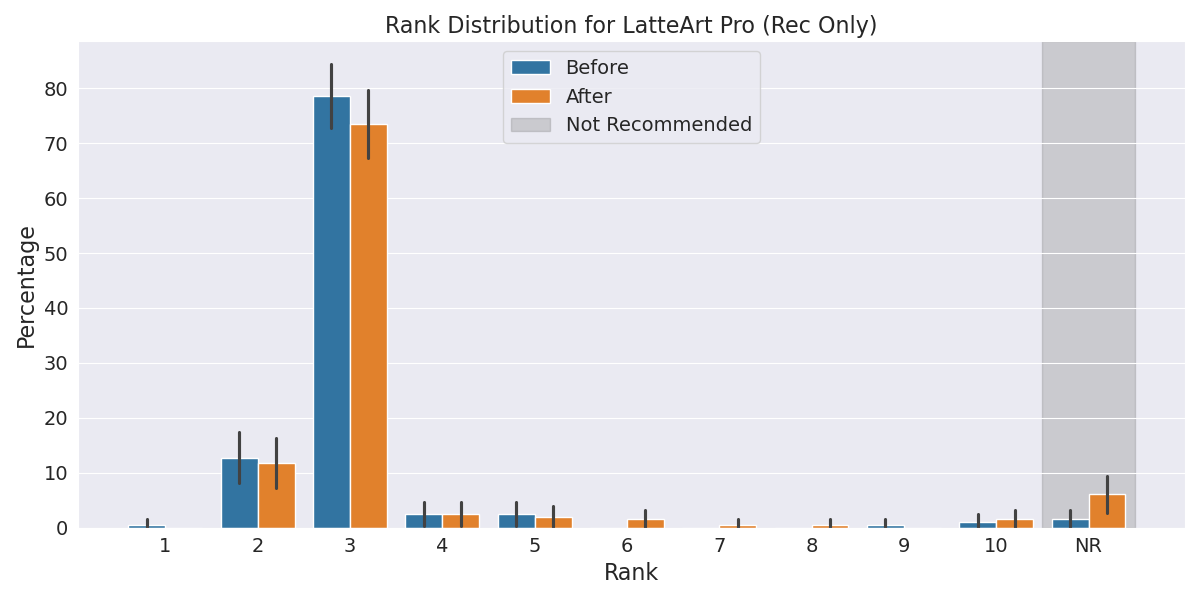 Rank Distribution for LatteArt Pro (Rec Only)
Before
After
Not Recommended
80
70
60
50
40
30
20
10
0
Percentage
1 2 3 4 5 6 7 8 9 10 NR
Rank